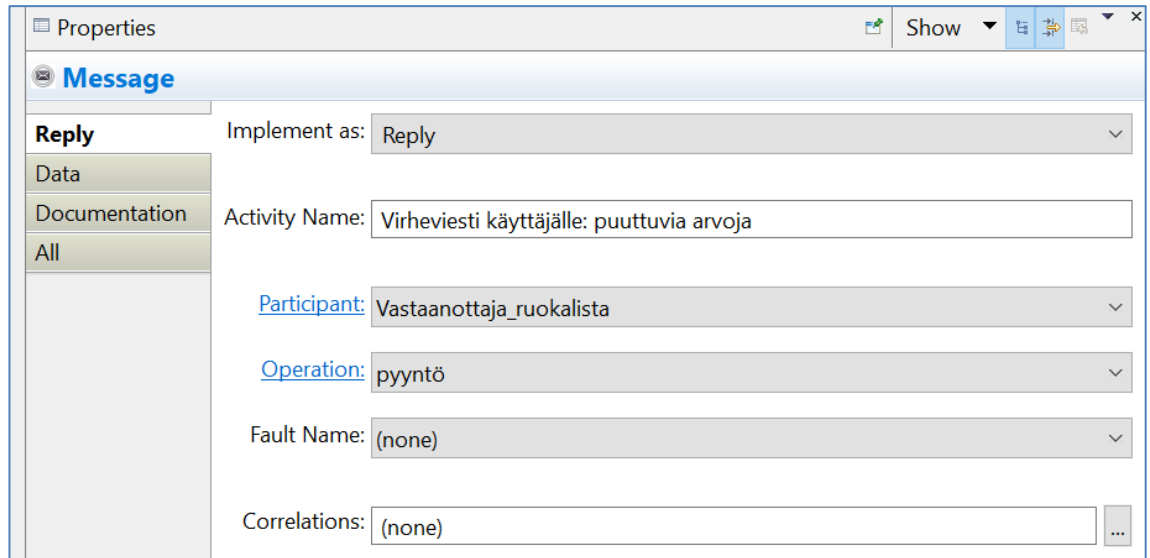 Properties
Show
Message
Reply
Data
Documentation
All
Implement as: Reply
Activity Name: Virheviesti käyttäjälle: puuttuvia arvoja
Participant: Vastaanottaja_ruokalista
Operation: pyyntö
Fault Name: (none)
Correlations: (none) ...